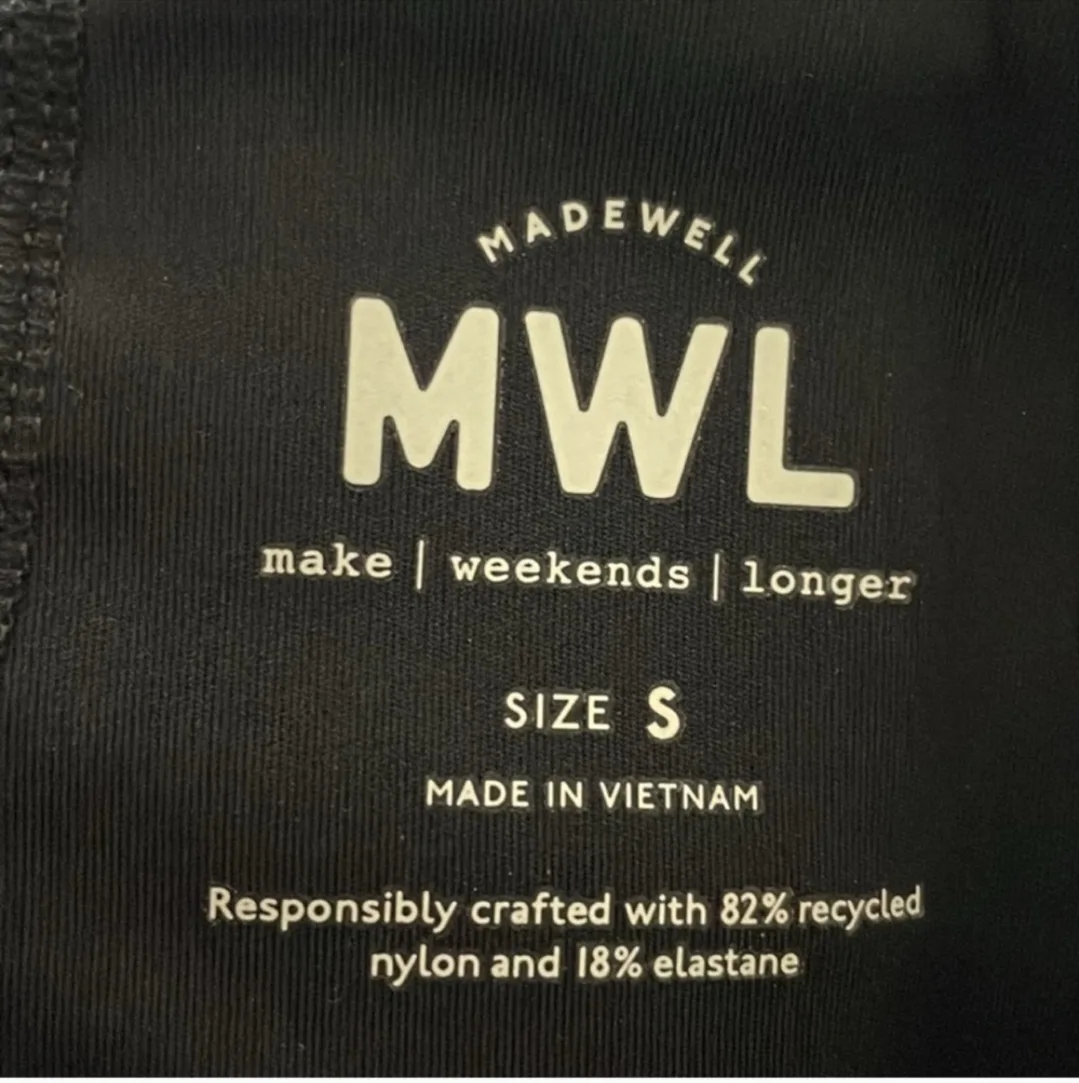 MADEWELL
MWL
make | weekends | longer
SIZE S
MADE IN VIETNAM
Responsibly crafted with 82% recycled
nylon and 18% elastane